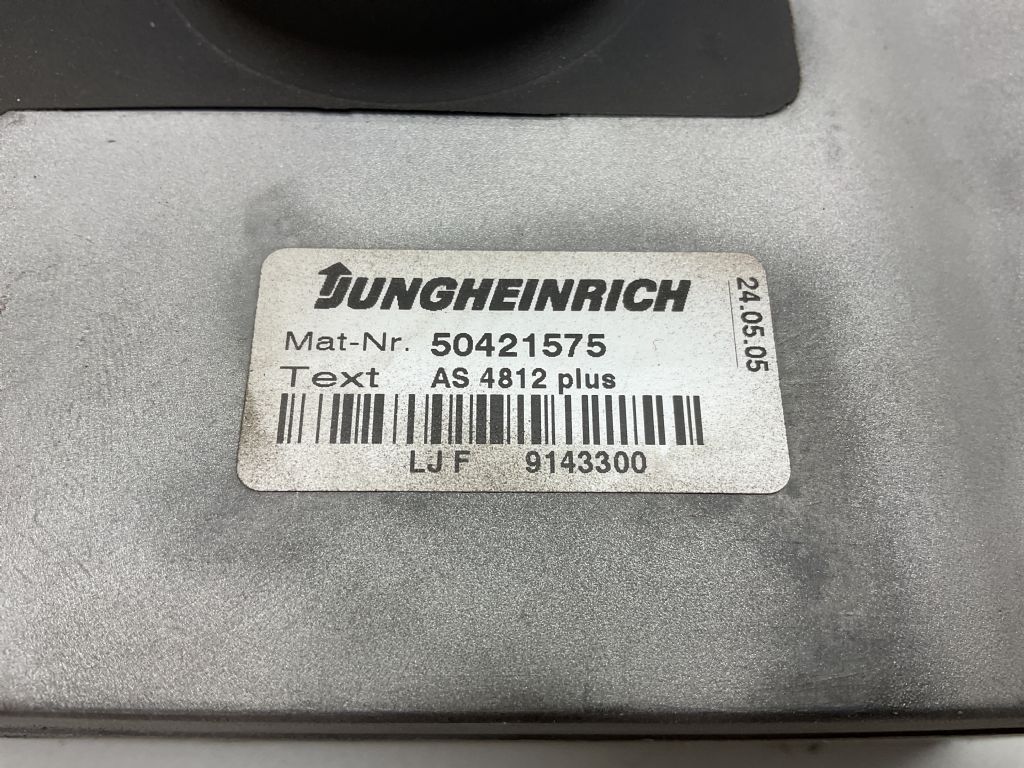 JUNGHEINRICH
Mat-Nr. 50421575
Text AS 4812 plus
LJ F 9143300
24.05.05